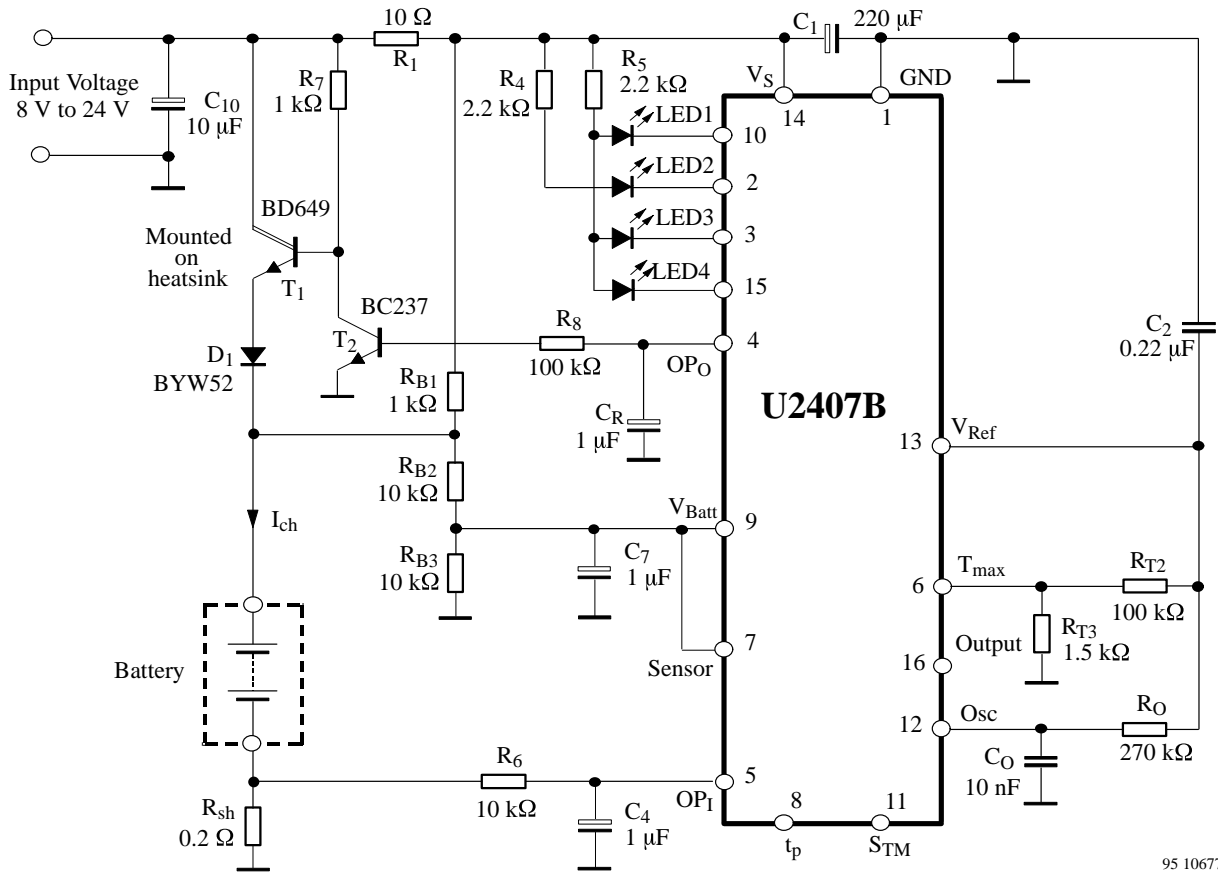 10 Ω
R1
C1
220 µF
VS
GND
14
1
Input Voltage
8 V to 24 V
C10
10 µF
R7
1 kΩ
R4
2.2 kΩ
R5
2.2 kΩ
LED1
10
LED2
2
LED3
3
LED4
15
BD649
Mounted
on
heatsink
T1
BC237
T2
R8
100 kΩ
OPO
4
CR
1 µF
U2407B
C2
0.22 µF
D1
BYW52
RB1
1 kΩ
13
VRef
RB2
10 kΩ
Ich
VBatt
9
RB3
10 kΩ
C7
1 µF
6
Tmax
RT2
100 kΩ
RT3
1.5 kΩ
Battery
7
Sensor
16
Output
12
Osc
RO
270 kΩ
CO
10 nF
R6
10 kΩ
5
OPI
C4
1 µF
Rsh
0.2 Ω
8
11
tp
STM
95 10677